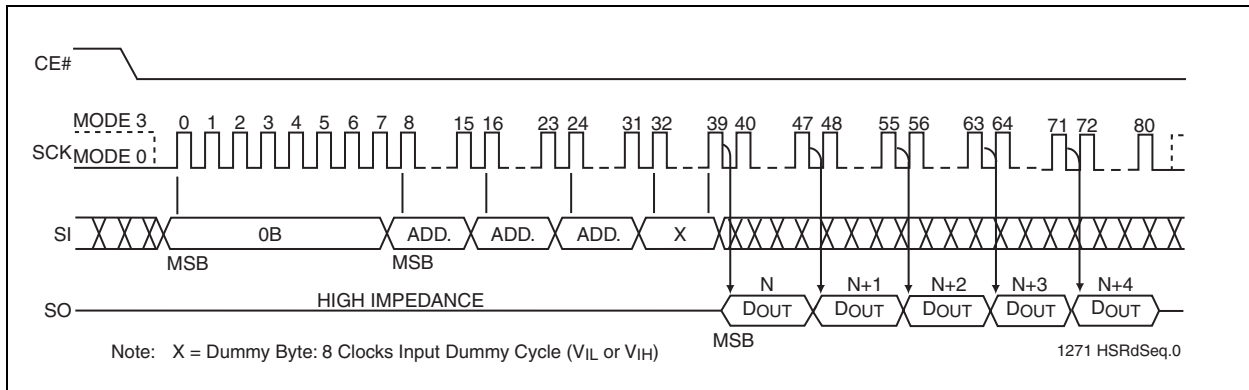 CE#
MODE 3
0 1 2 3 4 5 6 7 8 15 16 23 24 31 32 39 40 47 48 55 56 63 64 71 72 80
SCK
MODE 0
SI
0B ADD. ADD. ADD. X
MSB MSB
N N+1 N+2 N+3 N+4
HIGH IMPEDANCE
SO
DOUT DOUT DOUT DOUT DOUT
MSB
Note: X = Dummy Byte: 8 Clocks Input Dummy Cycle (VIL or VIH)
1271 HSRdSeq.0